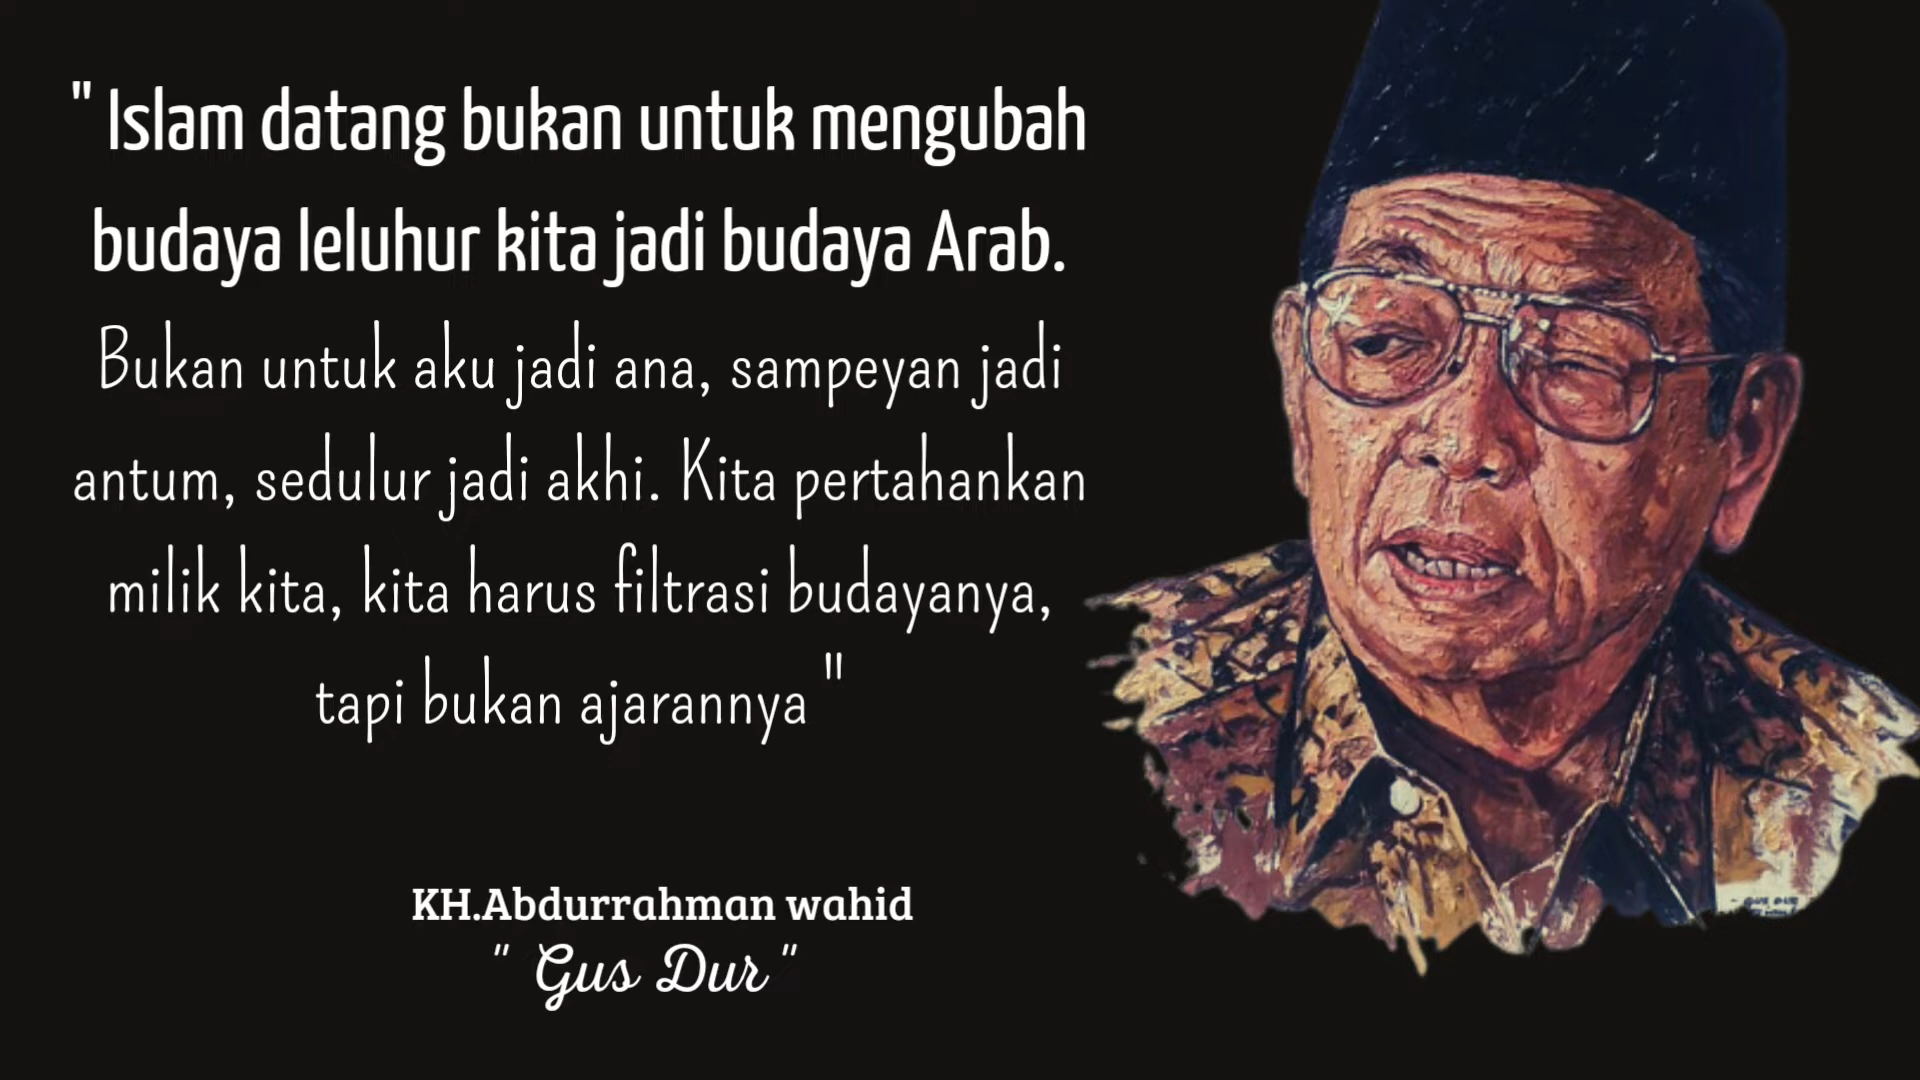 " Islam datang bukan untuk mengubah
budaya leluhur kita jadi budaya Arab.
Bukan untuk aku jadi ana, sampeyan jadi
antum, sedulur jadi akhi. Kita pertahankan
milik kita, kita harus filtrasi budayanya,
tapi bukan ajarannya "
KH.Abdurrahman wahid
" Gus Dur "
GUS DUR